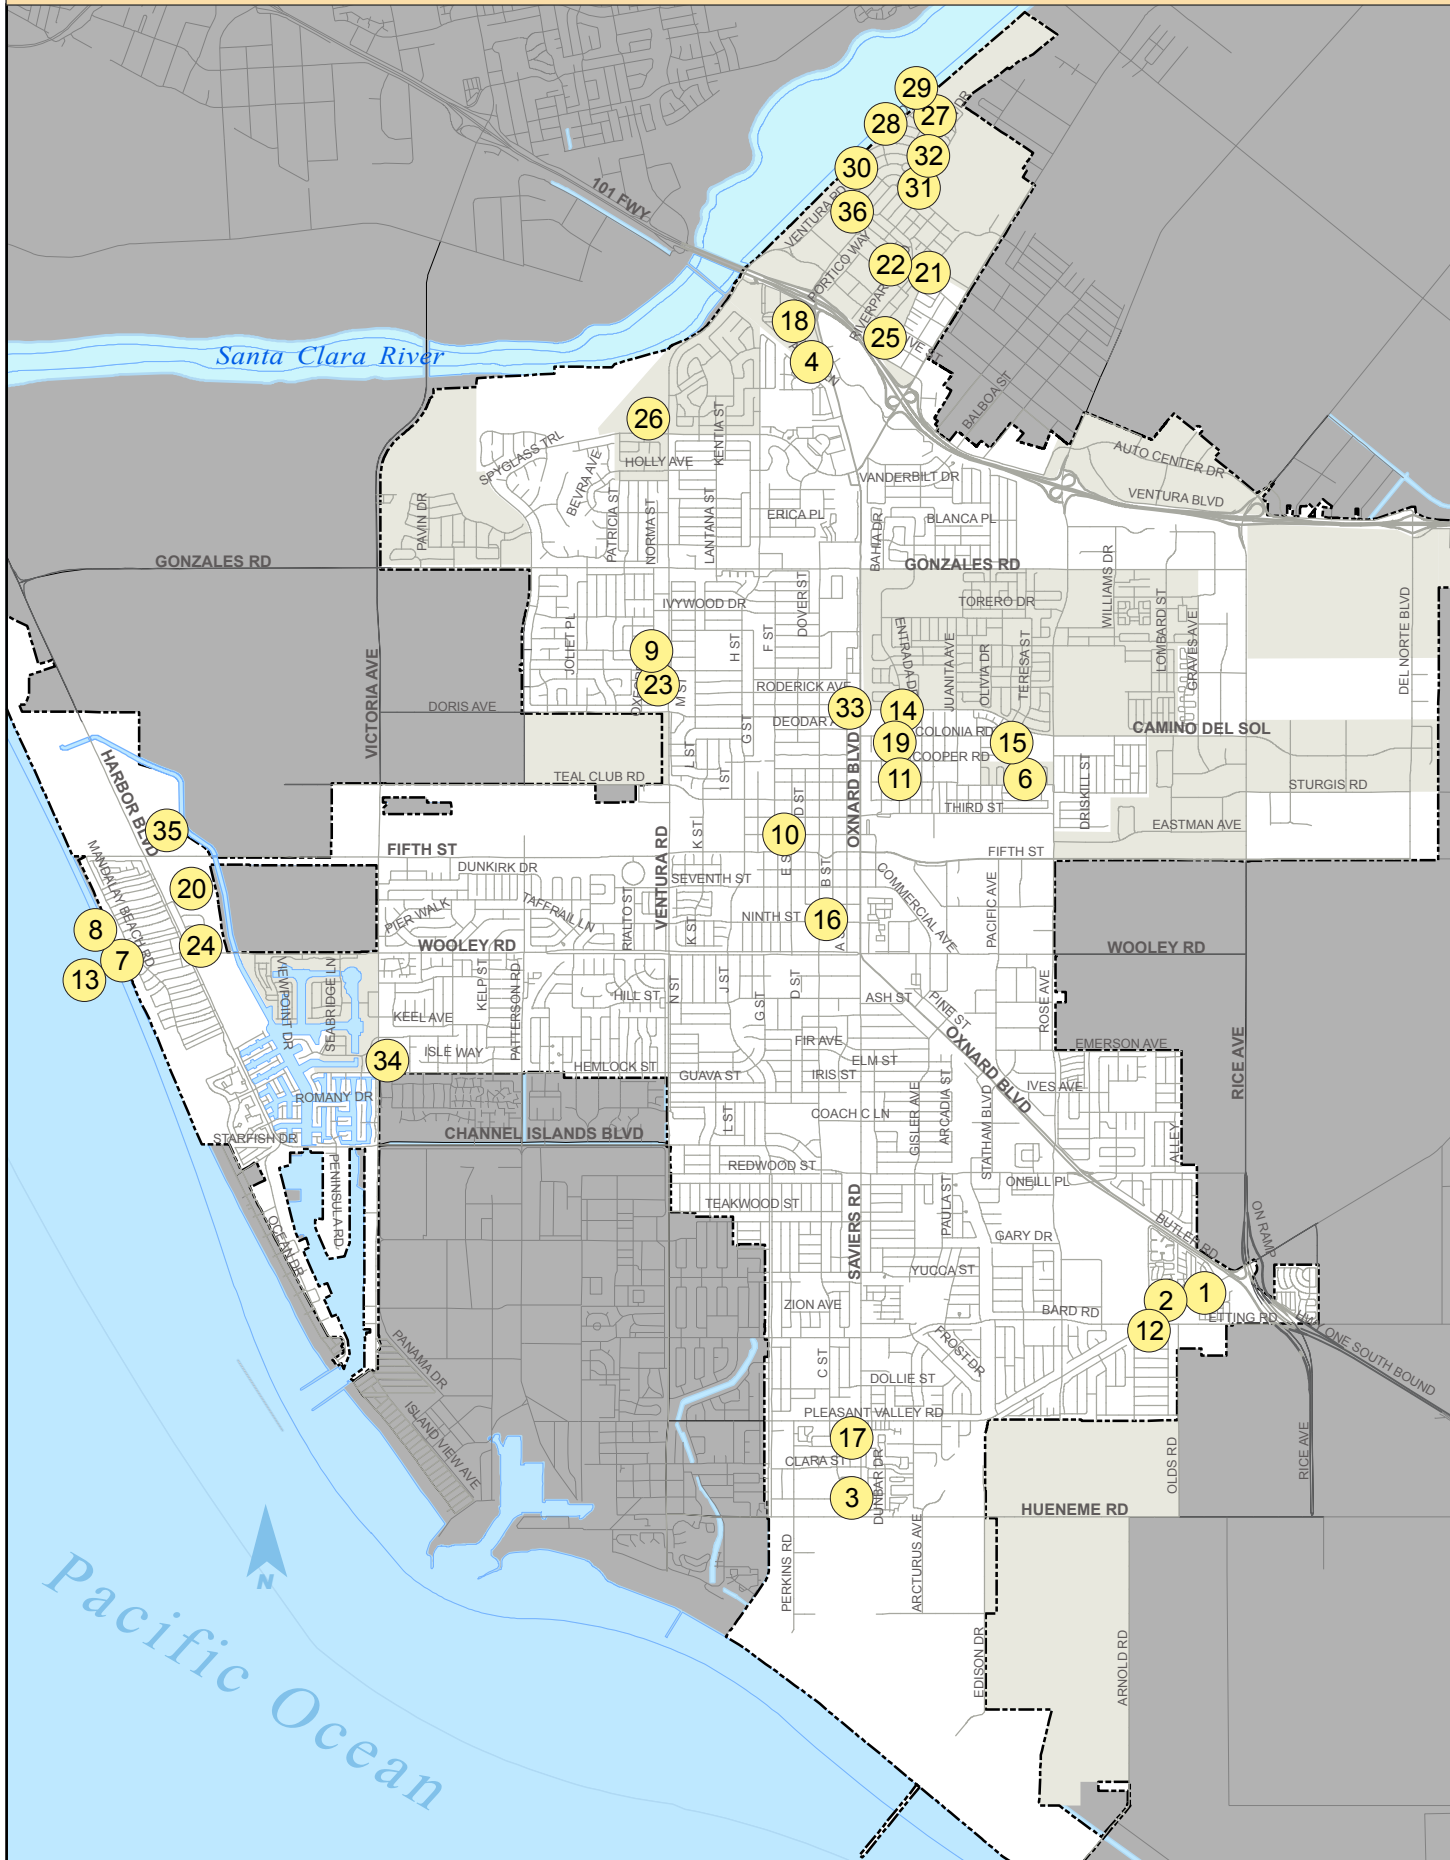 29
27
28
32
30
31
101 FWY
VENTURA RD
36
PORTICO WAY
22
21
18
25
Santa Clara River
4
BALBOA ST
26
KENTIA ST
SPYGLASS TRL
HOLLY AVE
AUTO CENTER DR
BEVRA AVE
VANDERBILT DR
VENTURA BLVD
PAVIN DR
PATRICIA ST
NORMA ST
LANTANA ST
ERICA PL
BAHIA DR
BLANCA PL
GONZALES RD
GONZALES RD
WILLIAMS DR
IVYWOOD DR
DOVER ST
TORERO DR
LOMBARD ST
GRAVES AVE
DEL NORTE BLVD
JOLIET PL
H ST
F ST
ENTRADA DR
JUANITA AVE
OLIVIA DR
TERESA ST
VICTORIA AVE
9
23
M ST
RODERICK AVE
DORIS AVE
33
14
G ST
COLONIA RD
15
CAMINO DEL SOL
19
COOPER RD
HARBOR BLVD
L ST
I ST
OXNARD BLVD
TEAL CLUB RD
11
6
DRISKILL ST
STURGIS RD
D ST
THIRD ST
35
10
K ST
EASTMAN AVE
FIFTH ST
FIFTH ST
MANDALAY BEACH RD
DUNKIRK DR
VENTURA RD
SEVENTH ST
B ST
COMMERCIAL AVE
PACIFIC AVE
20
TAFFRAIL LN
PIER WALK
RIALTO ST
K ST
NINTH ST
16
8
24
WOOLEY RD
WOOLEY RD
7
13
VIEWPOINT DR
SEABRIDGE LN
KELP ST
PATTERSON RD
HILL ST
N ST
J ST
G ST
D ST
ASH ST
PINE ST
ROSE AVE
KEEL AVE
OXNARD BLVD
34
ISLE WAY
FIR AVE
EMERSON AVE
HEMLOCK ST
GUAVA ST
ELM ST
IRIS ST
RICE AVE
ROMANY DR
IVES AVE
L ST
COACH C LN
GISLER AVE
ARCADIA ST
STATHAM BLVD
STARFISH DR
CHANNEL ISLANDS BLVD
ALLEY
REDWOOD ST
PENINSULA RD
TEAKWOOD ST
PAULA ST
ONEILL PL
SAVIERS RD
ON RAMP
OCEAN DR
GARY DR
BUTLER RD
YUCCA ST
1
2
ZION AVE
BARD RD
ETTING RD
12
HWY ONE SOUTH BOUND
PANAMA DR
FROST DR
C ST
DOLLIE ST
ISLAND VIEW AVE
PLEASANT VALLEY RD
17
CLARA ST
DUNBAR DR
OLDS RD
RICE AVE
3
HUENEME RD
N
PERKINS RD
ARCTURUS AVE
Pacific Ocean
EDISON DR
ARNOLD RD